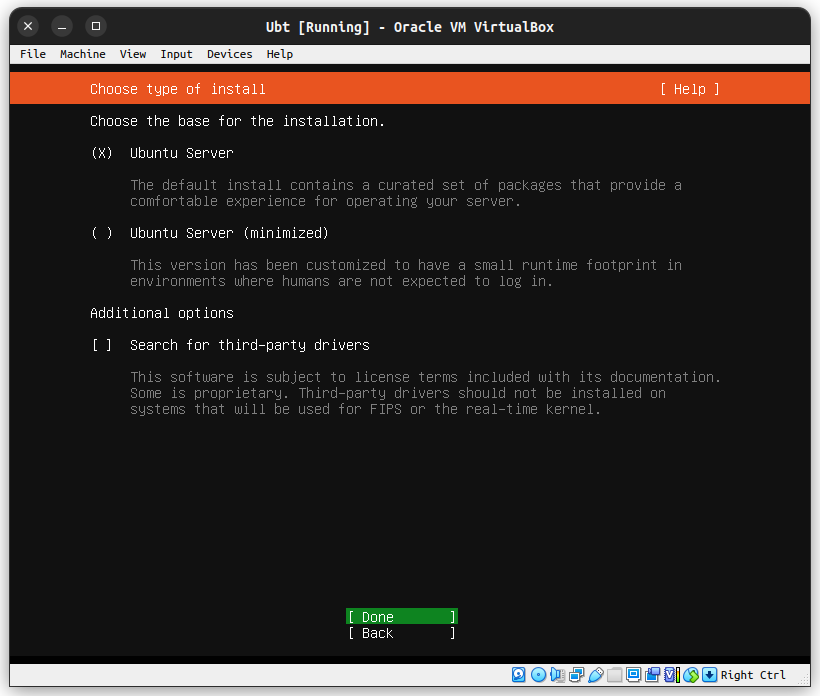 Ubt [Running] - Oracle VM VirtualBox
File Machine View Input Devices Help
Choose type of install [ Help ]
Choose the base for the installation.
(X) Ubuntu Server
The default install contains a curated set of packages that provide a
comfortable experience for operating your server.
( ) Ubuntu Server (minimized)
This version has been customized to have a small runtime footprint in
environments where humans are not expected to log in.
Additional options
[ ] Search for third-party drivers
This software is subject to license terms included with its documentation.
Some is proprietary. Third-party drivers should not be installed on
systems that will be used for FIPS or the real-time kernel.
[ Done ]
[ Back ]
Right Ctrl